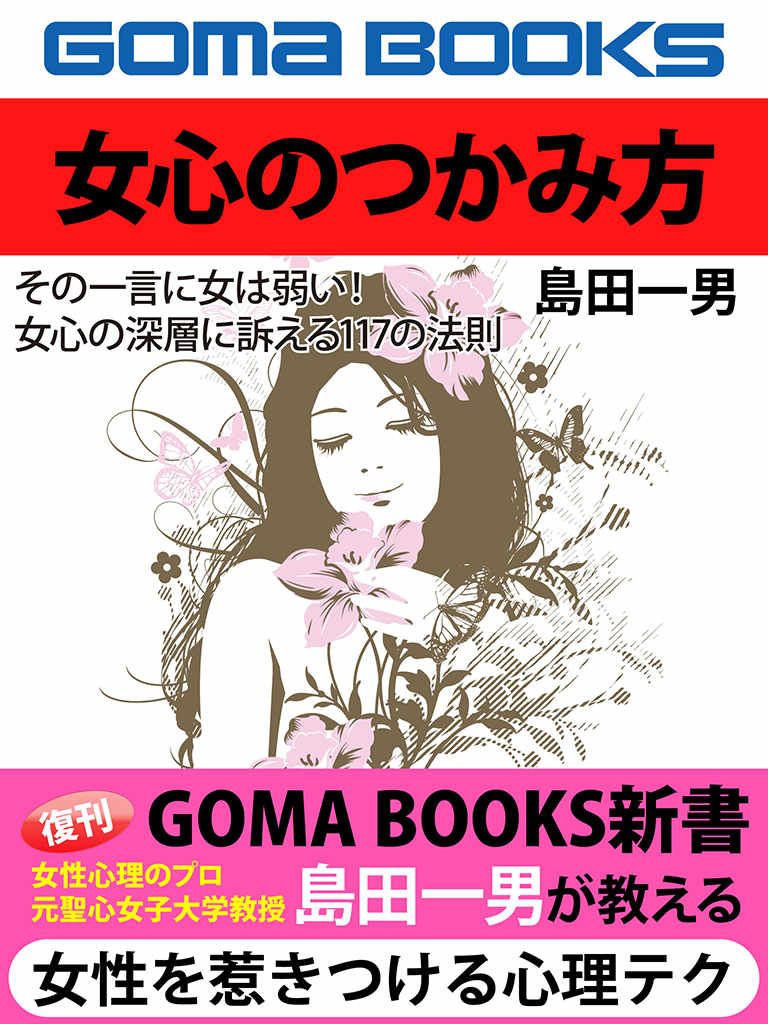 GOMA BOOKS
女心のつかみ方
その一言に女は弱い！
女心の深層に訴える117の法則
島田一男
復刊
GOMA BOOKS新書
女性心理のプロ
元聖心女子大学教授
島田一男が教える
女性を惹きつける心理テク